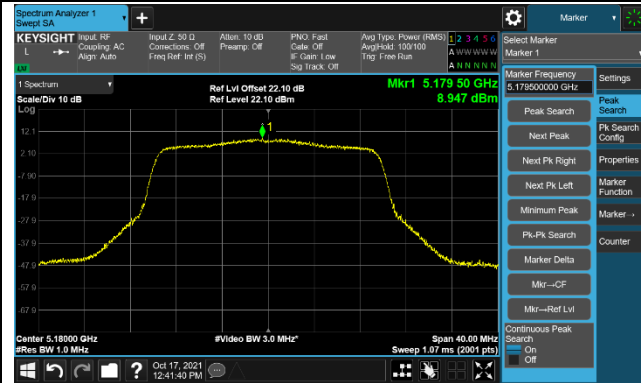 Spectrum Analyzer 1
Swept SA
+
Marker
KEYSIGHT
L
LNI
Input: RF
Coupling: AC
Align: Auto
Input Z: 50 Ω
Corrections: Off
Freq Ref: Int (S)
Atten: 10 dB
Preamp: Off
PNO: Fast
Gate: Off
IF Gain: Low
Sig Track: Off
Avg Type: Power (RMS)
Avg|Hold: 100/100
Trig: Free Run
1 2 3 4 5 6
A W W W W W
A N N N N N
Select Marker
Marker 1
1 Spectrum
Scale/Div 10 dB
Log
Ref Lvl Offset 22.10 dB
Ref Level 22.10 dBm
Mkr1 5.179 50 GHz
8.947 dBm
1
12.1
2.10
-7.90
-17.9
-27.9
-37.9
-47.9
-57.9
-67.9
Center 5.18000 GHz
#Res BW 1.0 MHz
#Video BW 3.0 MHz*
Span 40.00 MHz
Sweep 1.07 ms (2001 pts)
Marker Frequency
5.179500000 GHz
Peak Search
Next Peak
Next Pk Right
Next Pk Left
Minimum Peak
Pk-Pk Search
Marker Delta
Mkr→CF
Mkr→Ref Lvl
Continuous Peak
Search
On
Off
Settings
Peak
Search
Pk Search
Config
Properties
Marker
Function
Marker→
Counter
?
Oct 17, 2021
12:41:40 PM